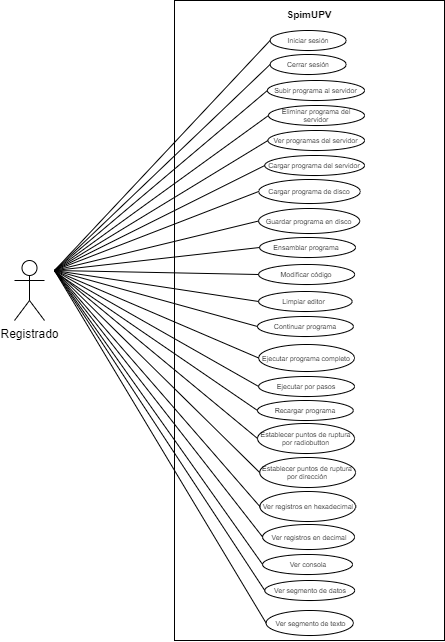 SpimUPV
Iniciar sesión
Cerrar sesión
Subir programa al servidor
Eliminar programa del
servidor
Ver programas del servidor
Cargar programa del servidor
Cargar programa de disco
Guardar programa en disco
Ensamblar programa
Modificar código
Limpiar editor
Continuar programa
Ejecutar programa completo
Ejecutar por pasos
Recargar programa
Establecer puntos de ruptura
por radiobutton
Establecer puntos de ruptura
por dirección
Ver registros en hexadecimal
Ver registros en decimal
Ver consola
Ver segmento de datos
Ver segmento de texto
Registrado